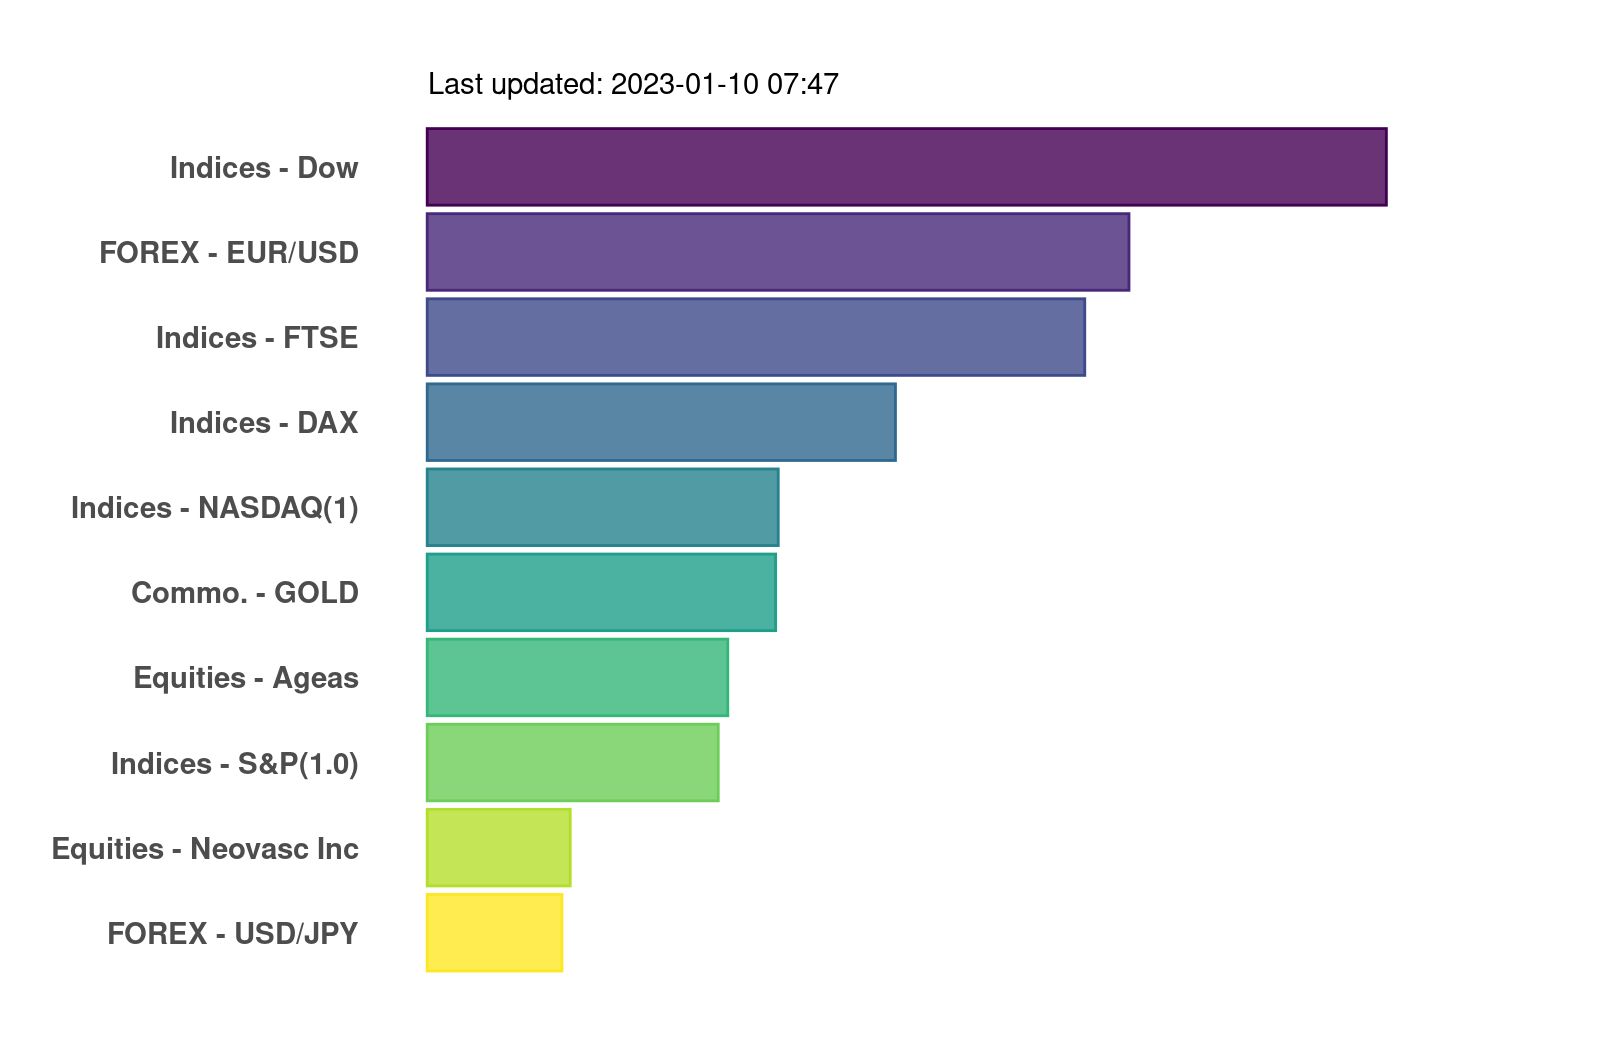 Last updated: 2023-01-10 07:47
Indices - Dow
FOREX - EUR/USD
Indices - FTSE
Indices - DAX
Indices - NASDAQ(1)
Commo. - GOLD
Equities - Ageas
Indices - S&P(1.0)
Equities - Neovasc Inc
FOREX - USD/JPY